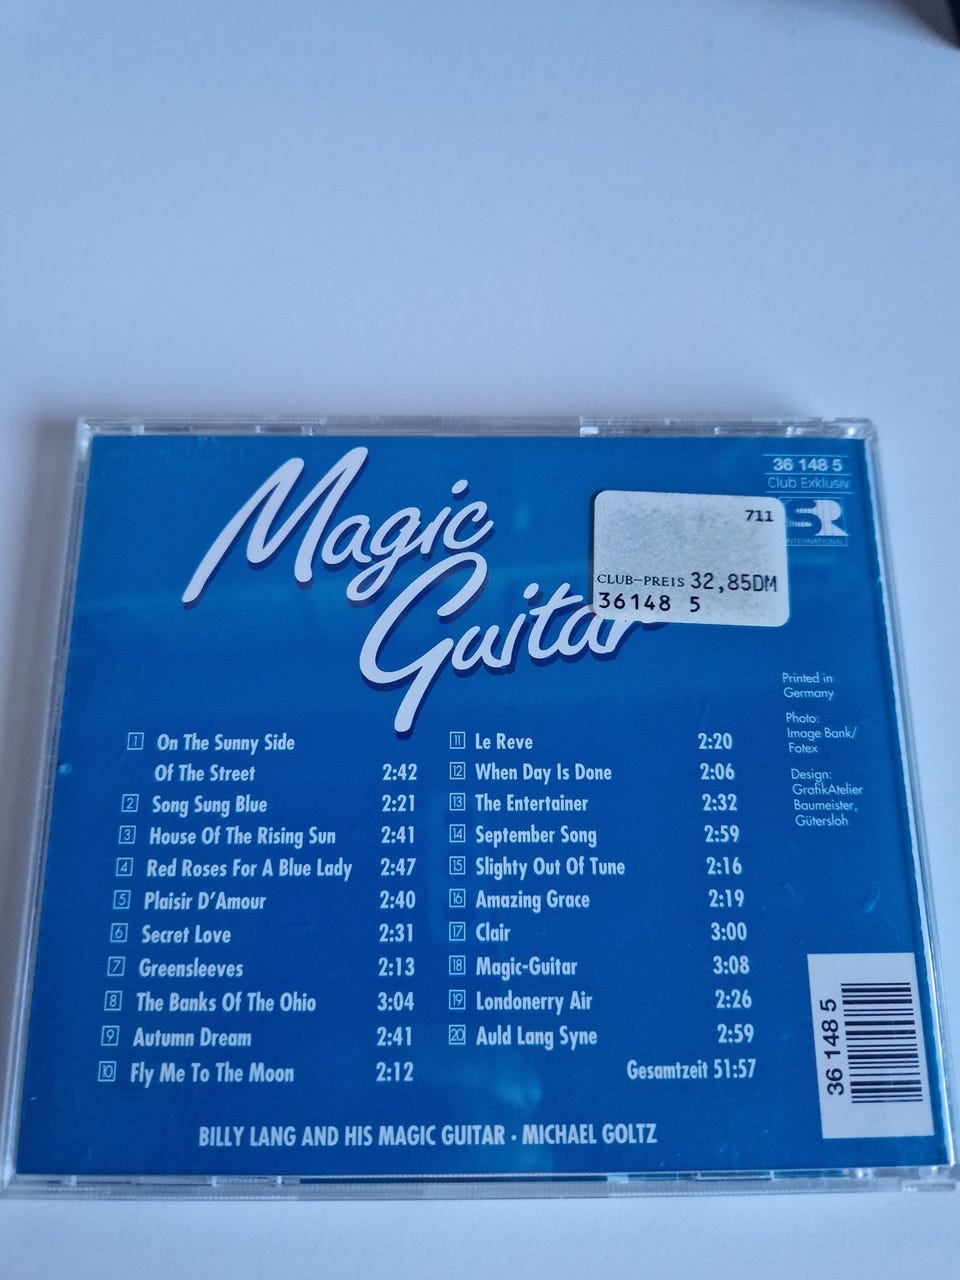 Magic
Guitar
36 148 5
Club Exklusiv
SR
INTERNATIONAL
711
CLUB-PREIS 32,85DM
36148 5
Printed in
Germany
Photo:
Image Bank/
Fotex
Design:
GrafikAtelier
Baumeister,
Gütersloh
1 On The Sunny Side
Of The Street 2:42
2 Song Sung Blue 2:21
3 House Of The Rising Sun 2:41
4 Red Roses For A Blue Lady 2:47
5 Plaisir D'Amour 2:40
6 Secret Love 2:31
7 Greensleeves 2:13
8 The Banks Of The Ohio 3:04
9 Autumn Dream 2:41
10 Fly Me To The Moon 2:12
11 Le Reve 2:20
12 When Day Is Done 2:06
13 The Entertainer 2:32
14 September Song 2:59
15 Slighty Out Of Tune 2:16
16 Amazing Grace 2:19
17 Clair 3:00
18 Magic-Guitar 3:08
19 Londonerry Air 2:26
20 Auld Lang Syne 2:59
Gesamtzeit 51:57
36 148 5
BILLY LANG AND HIS MAGIC GUITAR · MICHAEL GOLTZ